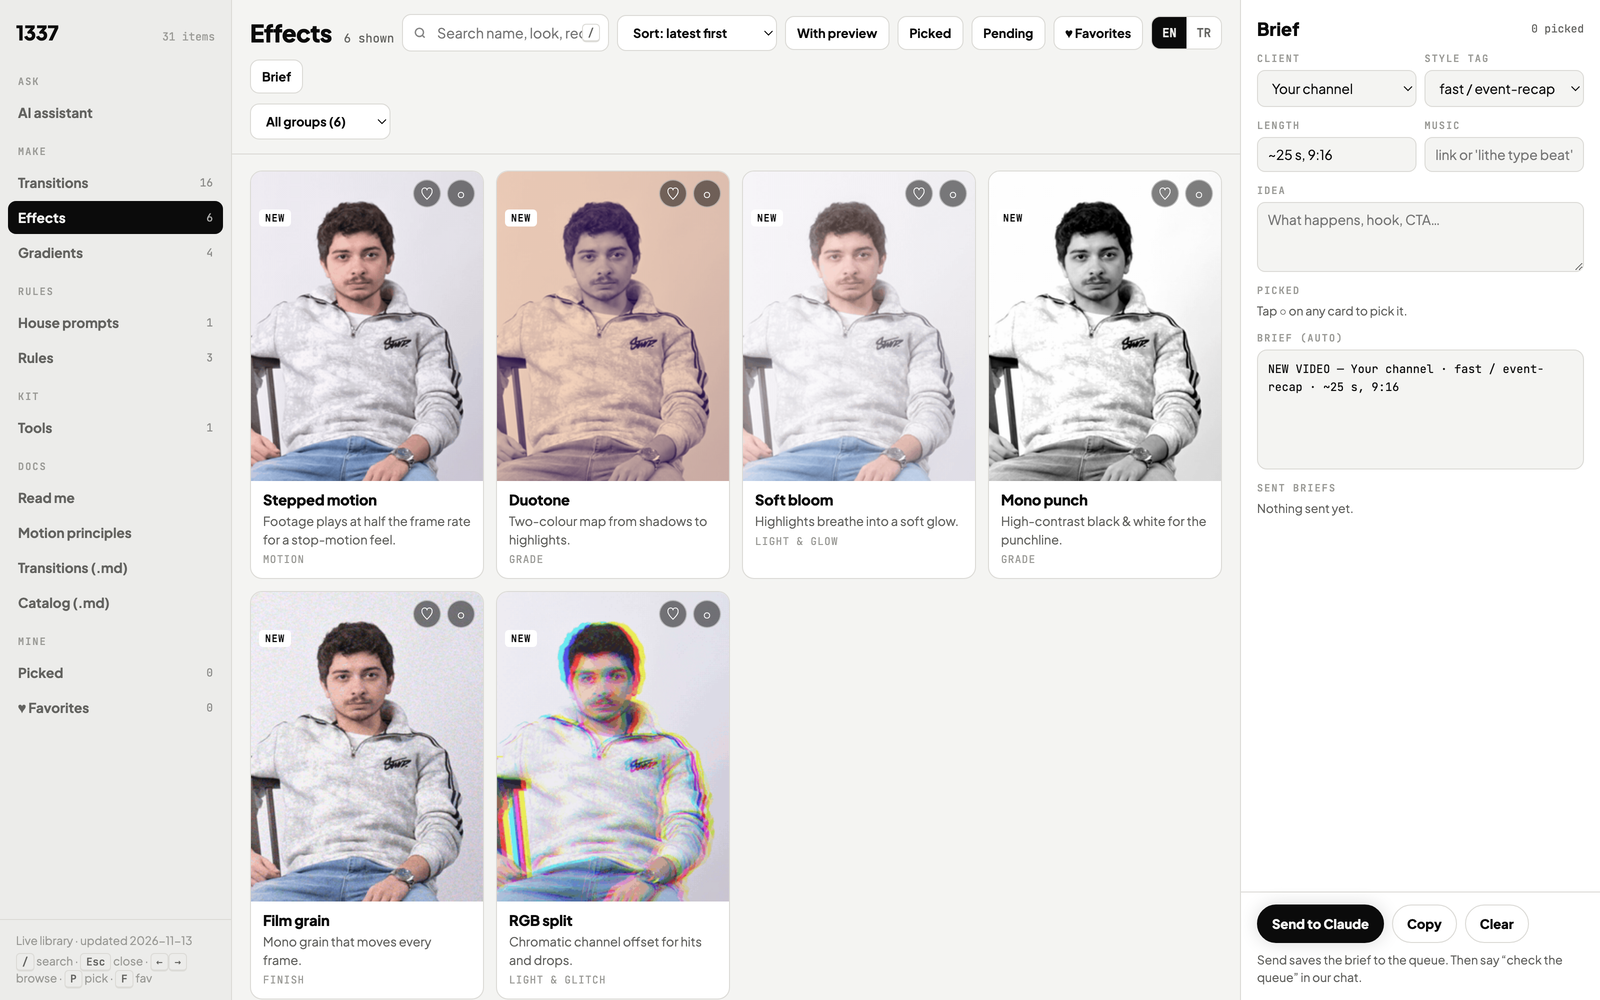 1337
31 items
ASK
AI assistant
MAKE
Transitions 16
Effects 6
Gradients 4
RULES
House prompts 1
Rules 3
KIT
Tools 1
DOCS
Read me
Motion principles
Transitions (.md)
Catalog (.md)
MINE
Picked 0
♥ Favorites 0
Live library · updated 2026-11-13
/ search · Esc close · ← →
browse · P pick · F fav
Effects 6 shown
Search name, look, rec /
Sort: latest first
With preview
Picked
Pending
♥ Favorites
EN TR
Brief
All groups (6)
NEW
Stepped motion
Footage plays at half the frame rate
for a stop-motion feel.
MOTION
NEW
Duotone
Two-colour map from shadows to
highlights.
GRADE
NEW
Soft bloom
Highlights breathe into a soft glow.
LIGHT & GLOW
NEW
Mono punch
High-contrast black & white for the
punchline.
GRADE
NEW
Film grain
Mono grain that moves every
frame.
FINISH
NEW
RGB split
Chromatic channel offset for hits
and drops.
LIGHT & GLITCH
Brief 0 picked
CLIENT
Your channel
STYLE TAG
fast / event-recap
LENGTH
~25 s, 9:16
MUSIC
link or 'lithe type beat'
IDEA
What happens, hook, CTA…
PICKED
Tap ○ on any card to pick it.
BRIEF (AUTO)
NEW VIDEO — Your channel · fast / event-
recap · ~25 s, 9:16
SENT BRIEFS
Nothing sent yet.
Send to Claude
Copy
Clear
Send saves the brief to the queue. Then say “check the
queue” in our chat.